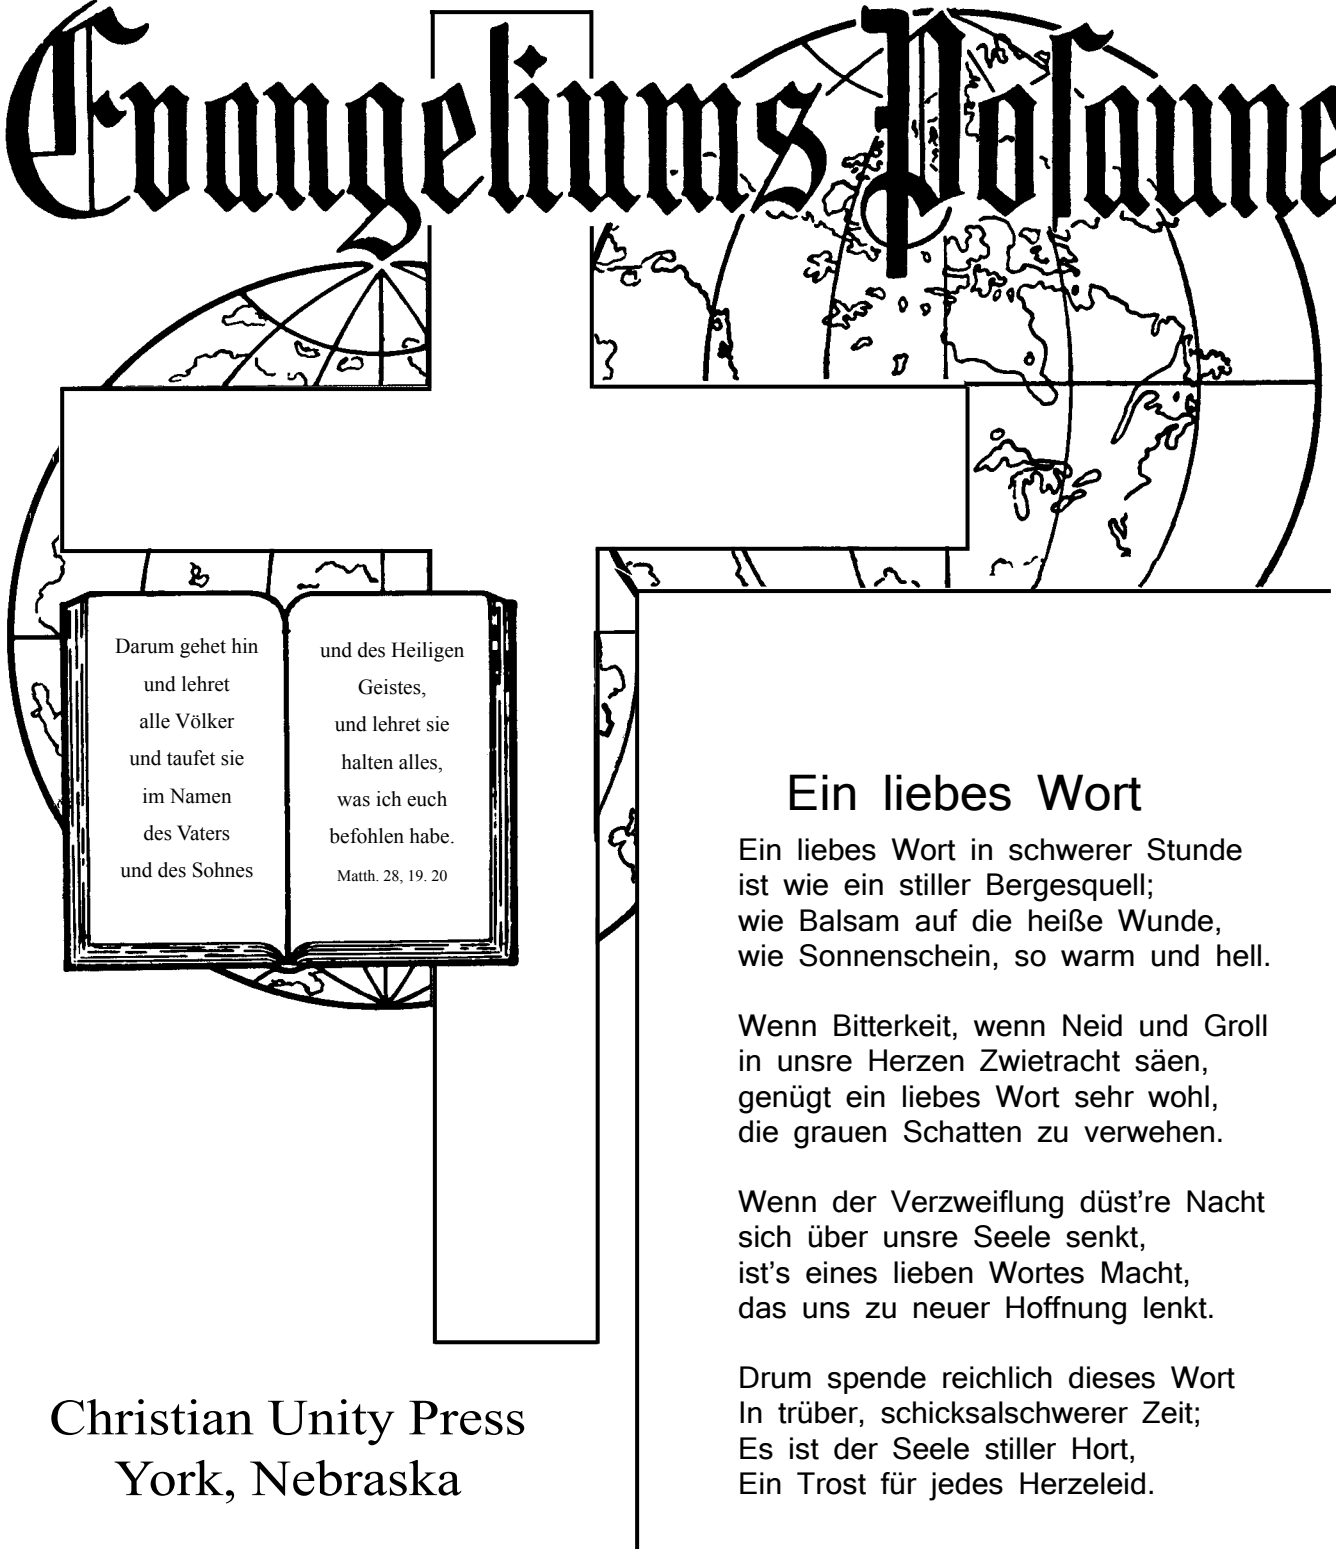 Evangeliums Posaune
Darum gehet hin
und lehret
alle Völker
und taufet sie
im Namen
des Vaters
und des Sohnes
und des Heiligen
Geistes,
und lehret sie
halten alles,
was ich euch
befohlen habe.
Matth. 28, 19. 20
Ein liebes Wort
Ein liebes Wort in schwerer Stunde
ist wie ein stiller Bergesquell;
wie Balsam auf die heiße Wunde,
wie Sonnenschein, so warm und hell.
Wenn Bitterkeit, wenn Neid und Groll
in unsre Herzen Zwietracht säen,
genügt ein liebes Wort sehr wohl,
die grauen Schatten zu verwehen.
Wenn der Verzweiflung düst're Nacht
sich über unsre Seele senkt,
ist's eines lieben Wortes Macht,
das uns zu neuer Hoffnung lenkt.
Drum spende reichlich dieses Wort
In trüber, schicksalschwerer Zeit;
Es ist der Seele stiller Hort,
Ein Trost für jedes Herzeleid.
Christian Unity Press
York, Nebraska